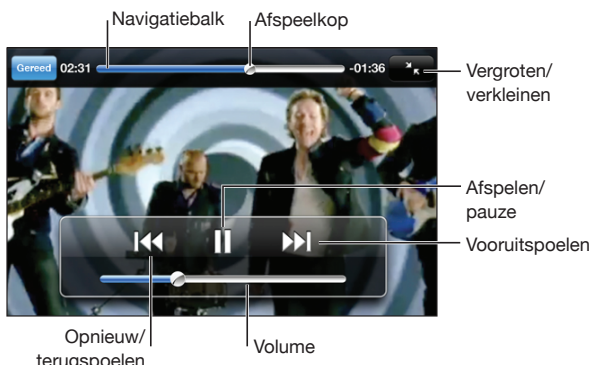 Navigatiebalk
Afspeelkop
Gereed 02:31 -01:36
Vergroten/
verkleinen
Afspelen/
pauze
Vooruitspoelen
Opnieuw/
terugspoelen
Volume